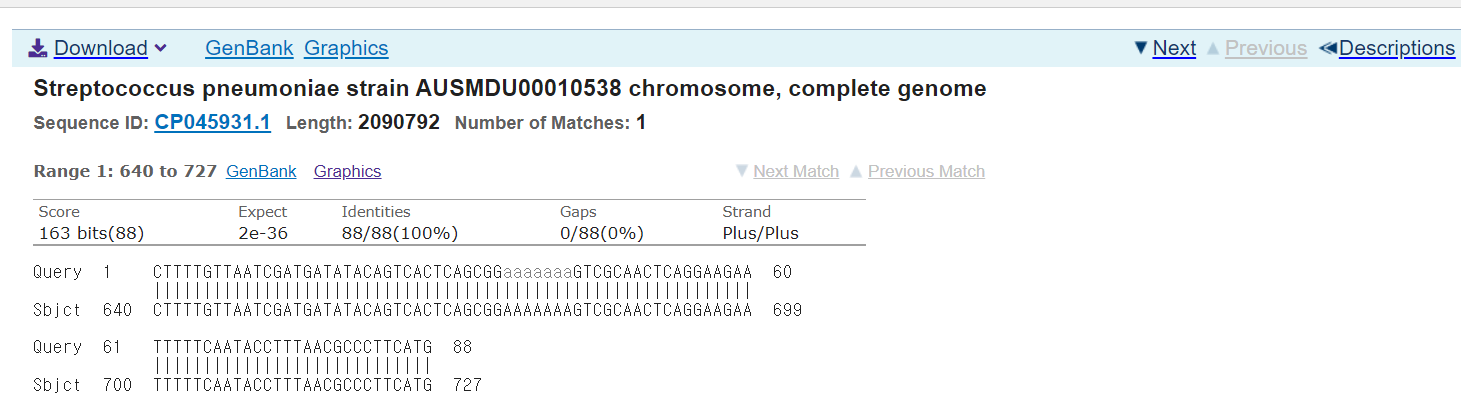 Download GenBank Graphics Next Previous Descriptions
Streptococcus pneumoniae strain AUSMDU00010538 chromosome, complete genome
Sequence ID: CP045931.1 Length: 2090792 Number of Matches: 1
Range 1: 640 to 727 GenBank Graphics Next Match Previous Match
Score Expect Identities Gaps Strand
163 bits(88) 2e-36 88/88(100%) 0/88(0%) Plus/Plus
Query 1 CTTTTGTTAATCGATGATATACAGTCACTCAGCGGaaaaaaaGTCGCAACTCAGGAAGAA 60
||||||||||||||||||||||||||||||||||||||||||||||||||||||||||||
Sbjct 640 CTTTTGTTAATCGATGATATACAGTCACTCAGCGGAAAAAAAGTCGCAACTCAGGAAGAA 699
Query 61 TTTTTCAATACCTTTAACGCCCTTCATG 88
||||||||||||||||||||||||||||
Sbjct 700 TTTTTCAATACCTTTAACGCCCTTCATG 727